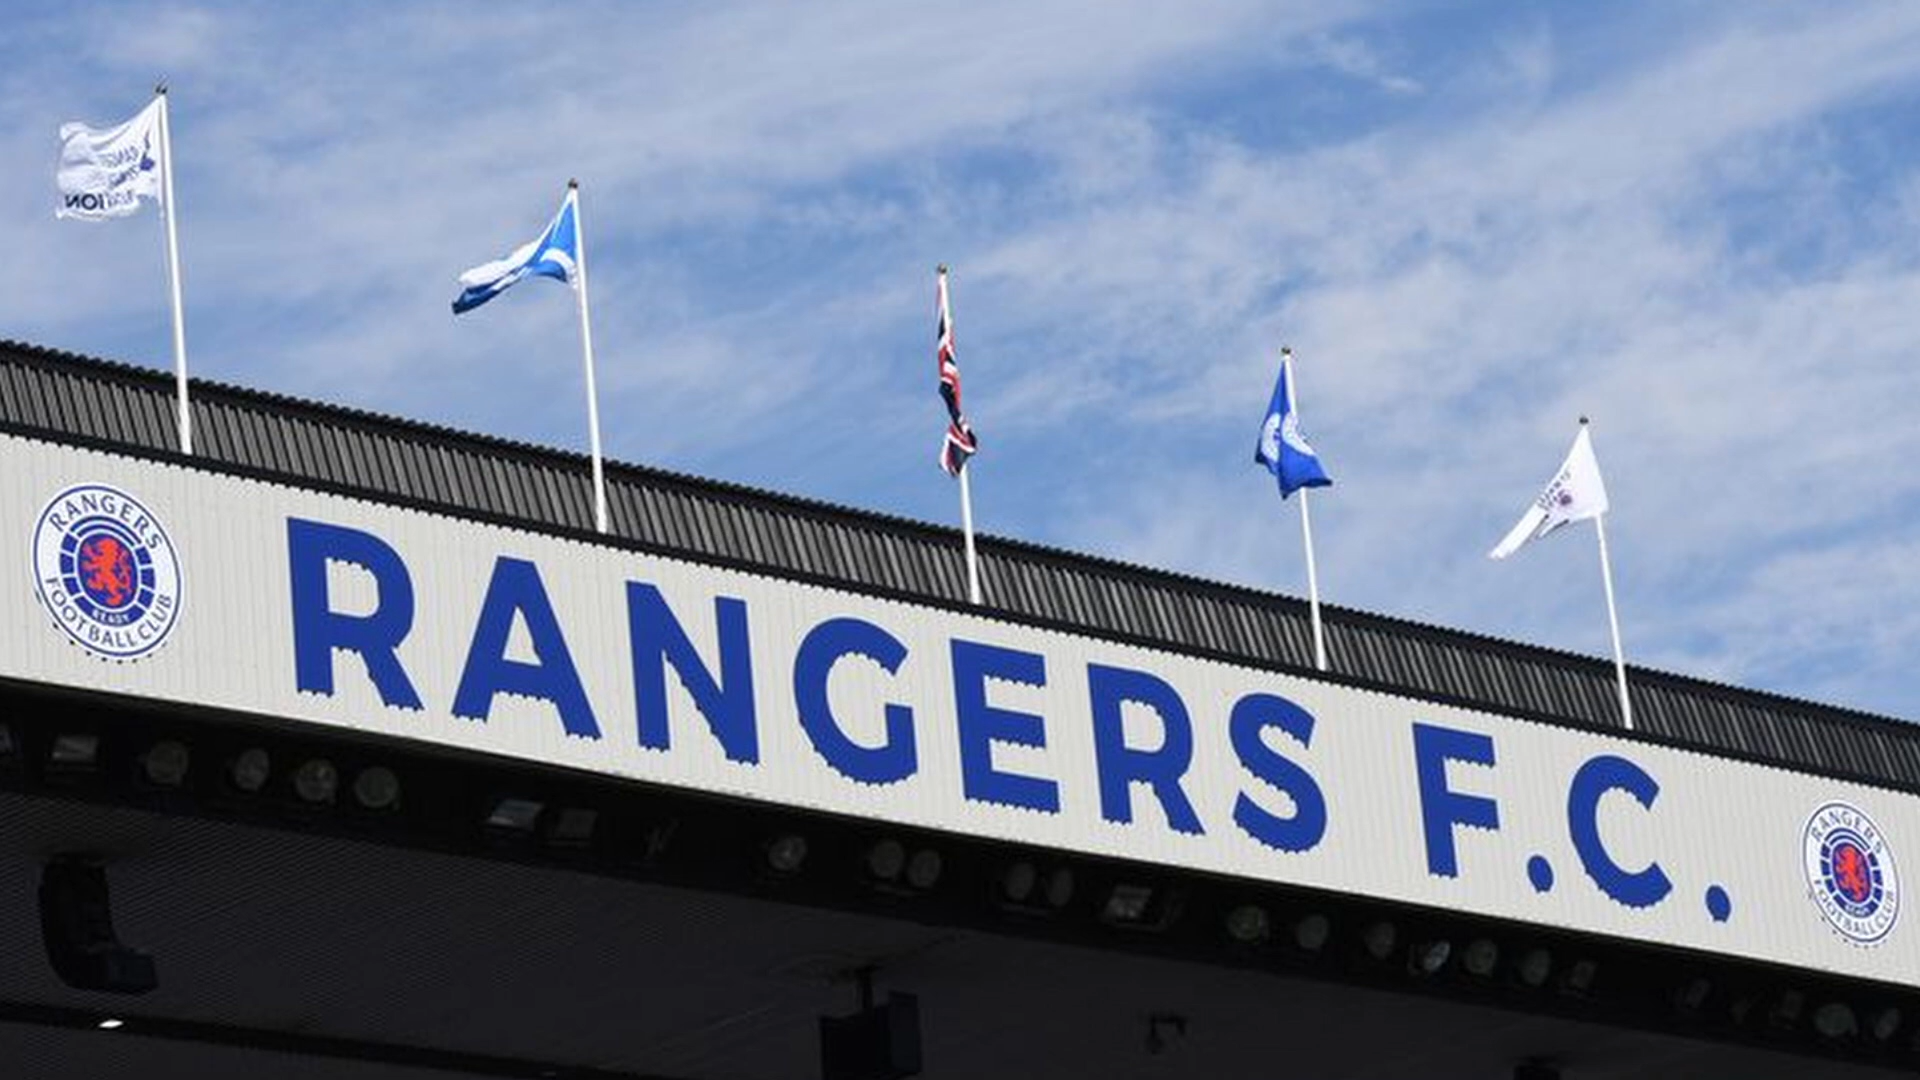 RANGERS
READY
FOOTBALL CLUB
RANGERS F.C.
RANGERS
READY
FOOTBALL CLUB